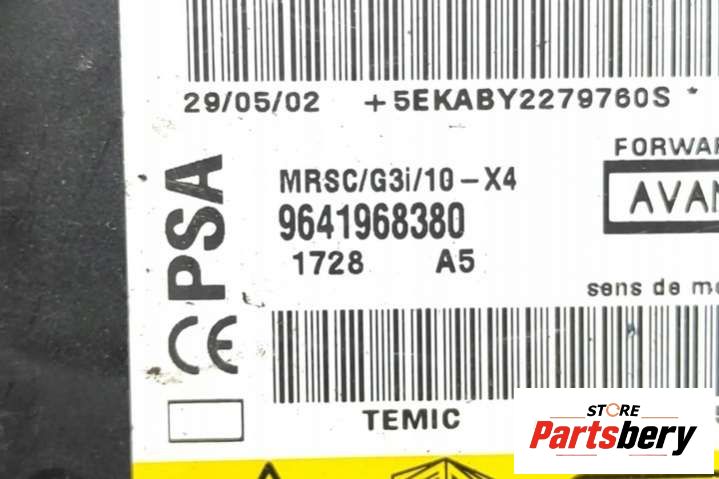 29/05/02 +5EKABY2279760S *
FORWAR
MRSC/G3i/10-X4
AVAN
9641968380
1728 A5
PSA
CE
sens de m
TEMIC
STORE
Partsbery